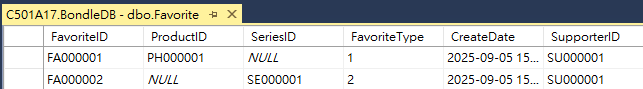 C501A17.BondleDB - dbo.Favorite
FavoriteID ProductID SeriesID FavoriteType CreateDate SupporterID
FA000001 PH000001 NULL 1 2025-09-05 15... SU000001
FA000002 NULL SE000001 2 2025-09-05 15... SU000001